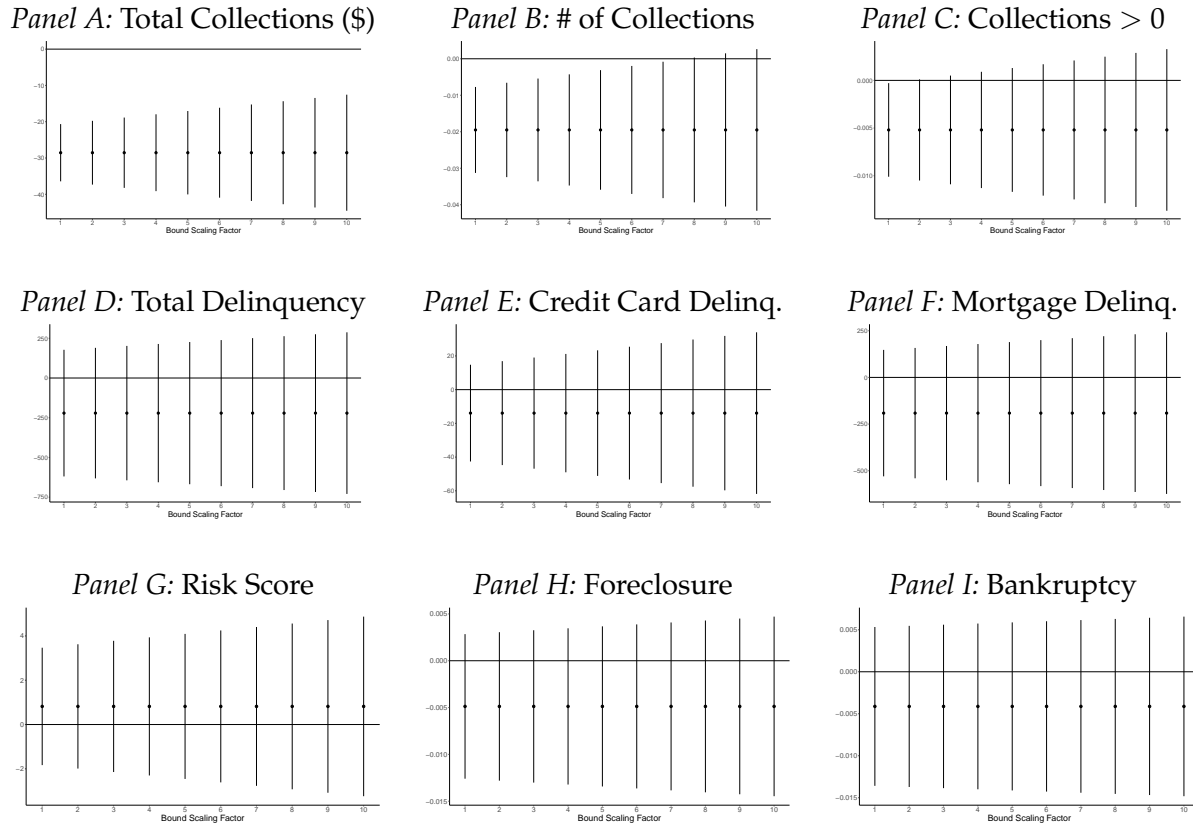 Panel A: Total Collections ($)
Panel B: # of Collections
Panel C: Collections > 0
0
−10
−20
−30
−40
1 2 3 4 5 6 7 8 9 10
Bound Scaling Factor
0.00
−0.01
−0.02
−0.03
−0.04
1 2 3 4 5 6 7 8 9 10
Bound Scaling Factor
0.000
−0.005
−0.010
1 2 3 4 5 6 7 8 9 10
Bound Scaling Factor
Panel D: Total Delinquency
Panel E: Credit Card Delinq.
Panel F: Mortgage Delinq.
250
0
−250
−500
−750
1 2 3 4 5 6 7 8 9 10
Bound Scaling Factor
20
0
−20
−40
−60
1 2 3 4 5 6 7 8 9 10
Bound Scaling Factor
250
0
−250
−500
1 2 3 4 5 6 7 8 9 10
Bound Scaling Factor
Panel G: Risk Score
Panel H: Foreclosure
Panel I: Bankruptcy
4
2
0
−2
1 2 3 4 5 6 7 8 9 10
Bound Scaling Factor
0.005
0.000
−0.005
−0.010
−0.015
1 2 3 4 5 6 7 8 9 10
Bound Scaling Factor
0.005
0.000
−0.005
−0.010
−0.015
1 2 3 4 5 6 7 8 9 10
Bound Scaling Factor